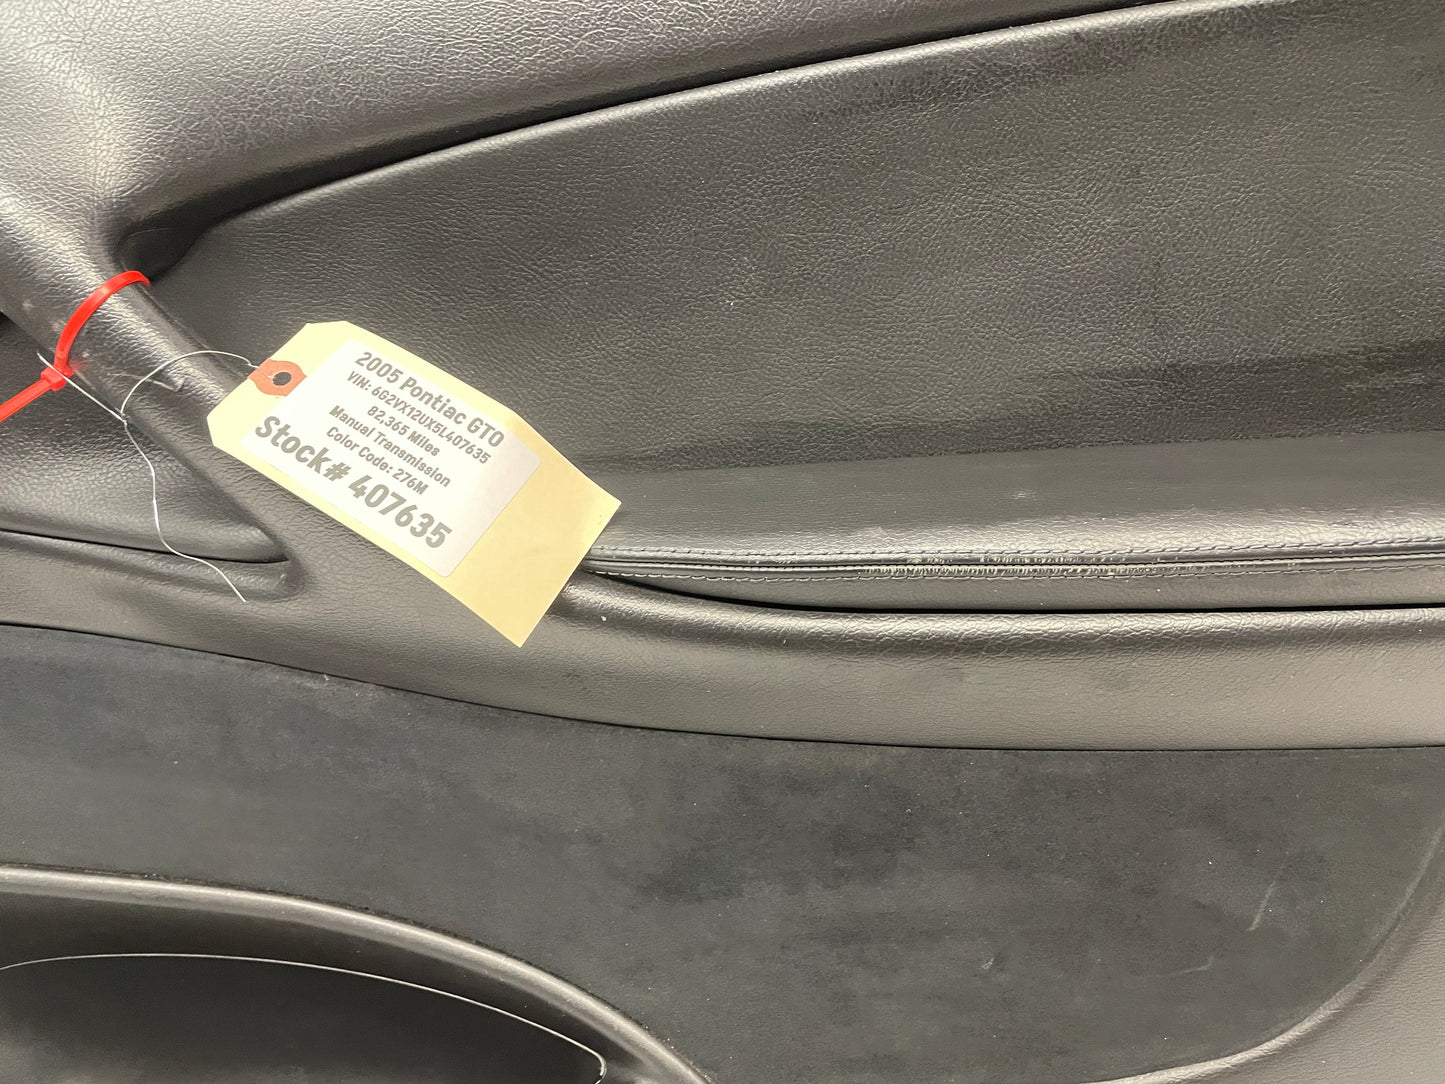 2005 Pontiac GTO
VIN: 6G2VX12UX5L407635
82,365 Miles
Manual Transmission
Color Code: 276M
Stock# 407635